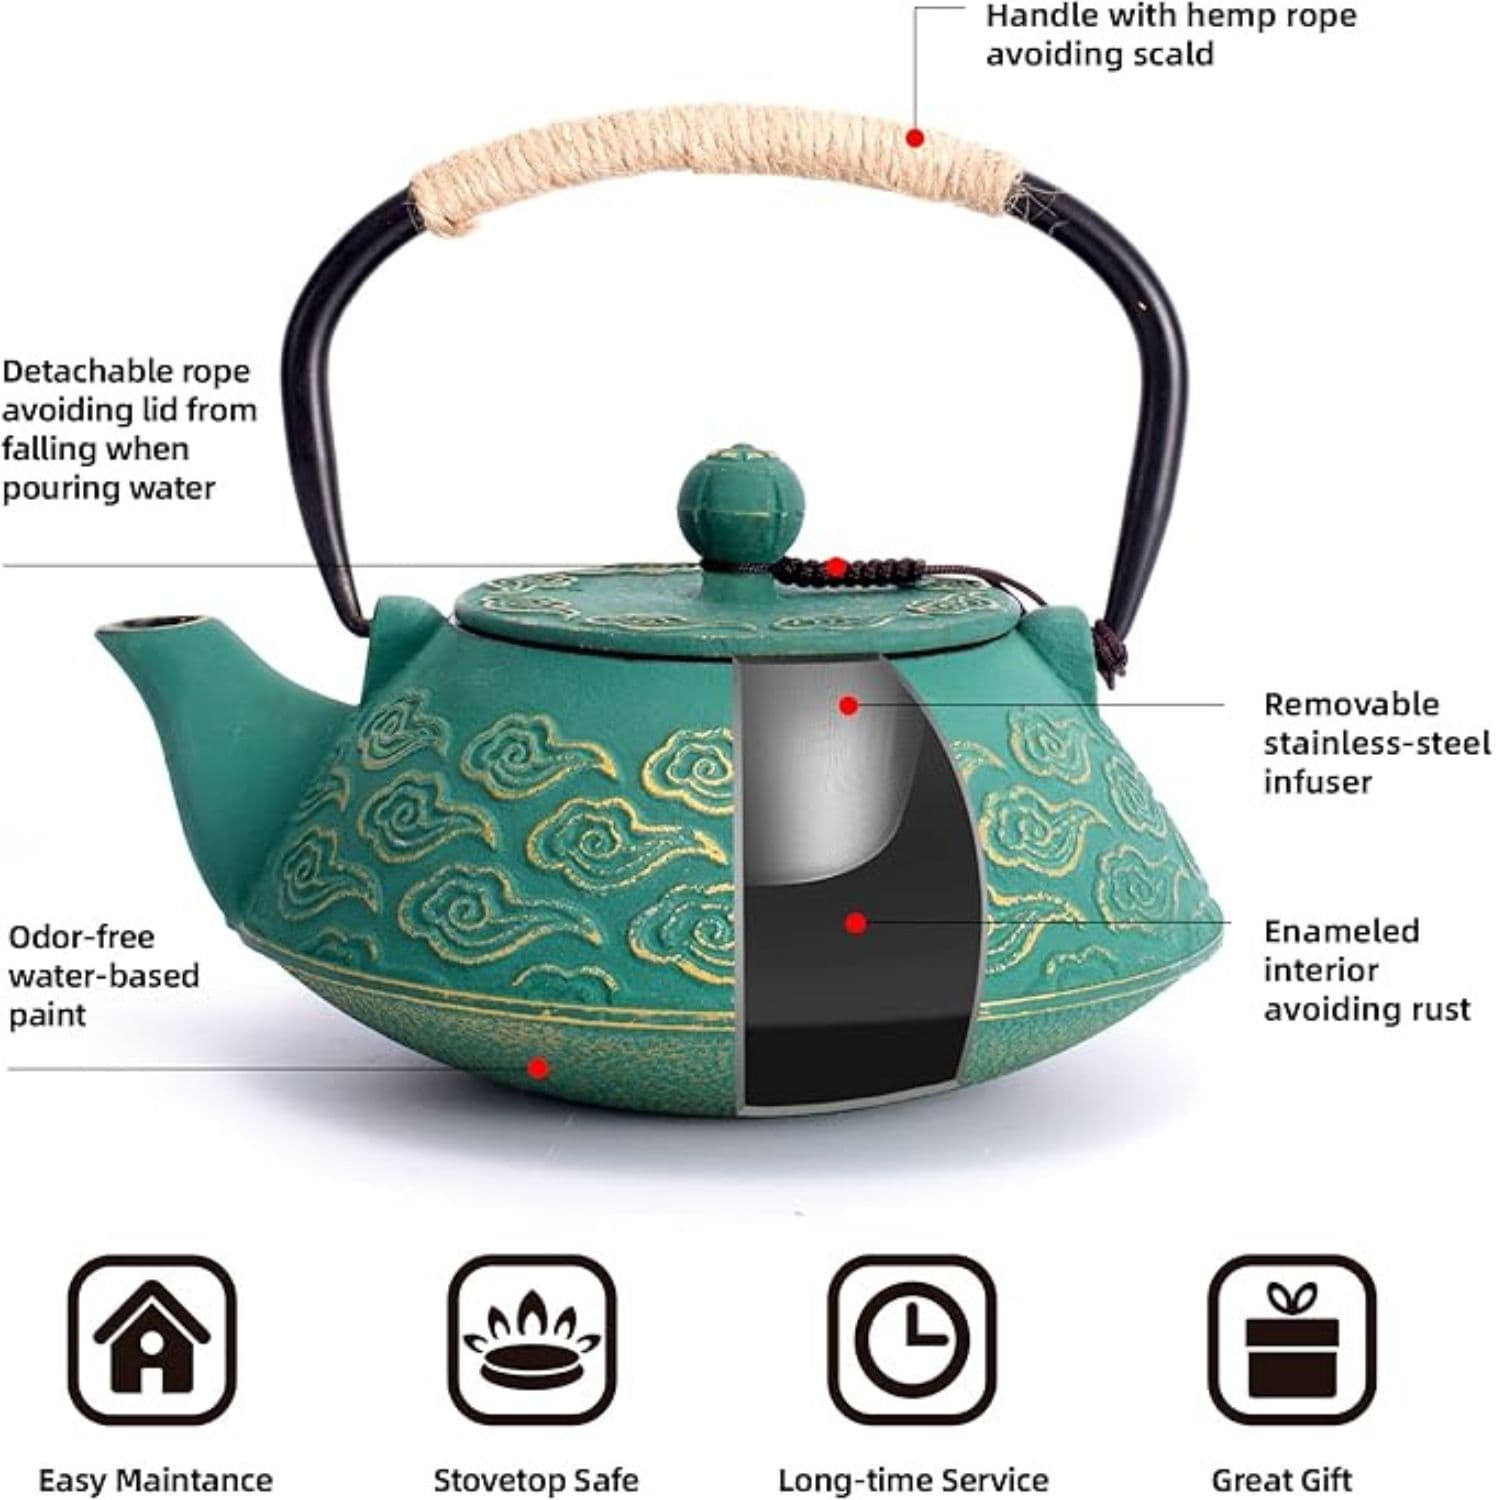 Handle with hemp rope
avoiding scald
Detachable rope
avoiding lid from
falling when
pouring water
Removable
stainless-steel
infuser
Odor-free
water-based
paint
Enameled
interior
avoiding rust
Easy Maintance
Stovetop Safe
Long-time Service
Great Gift